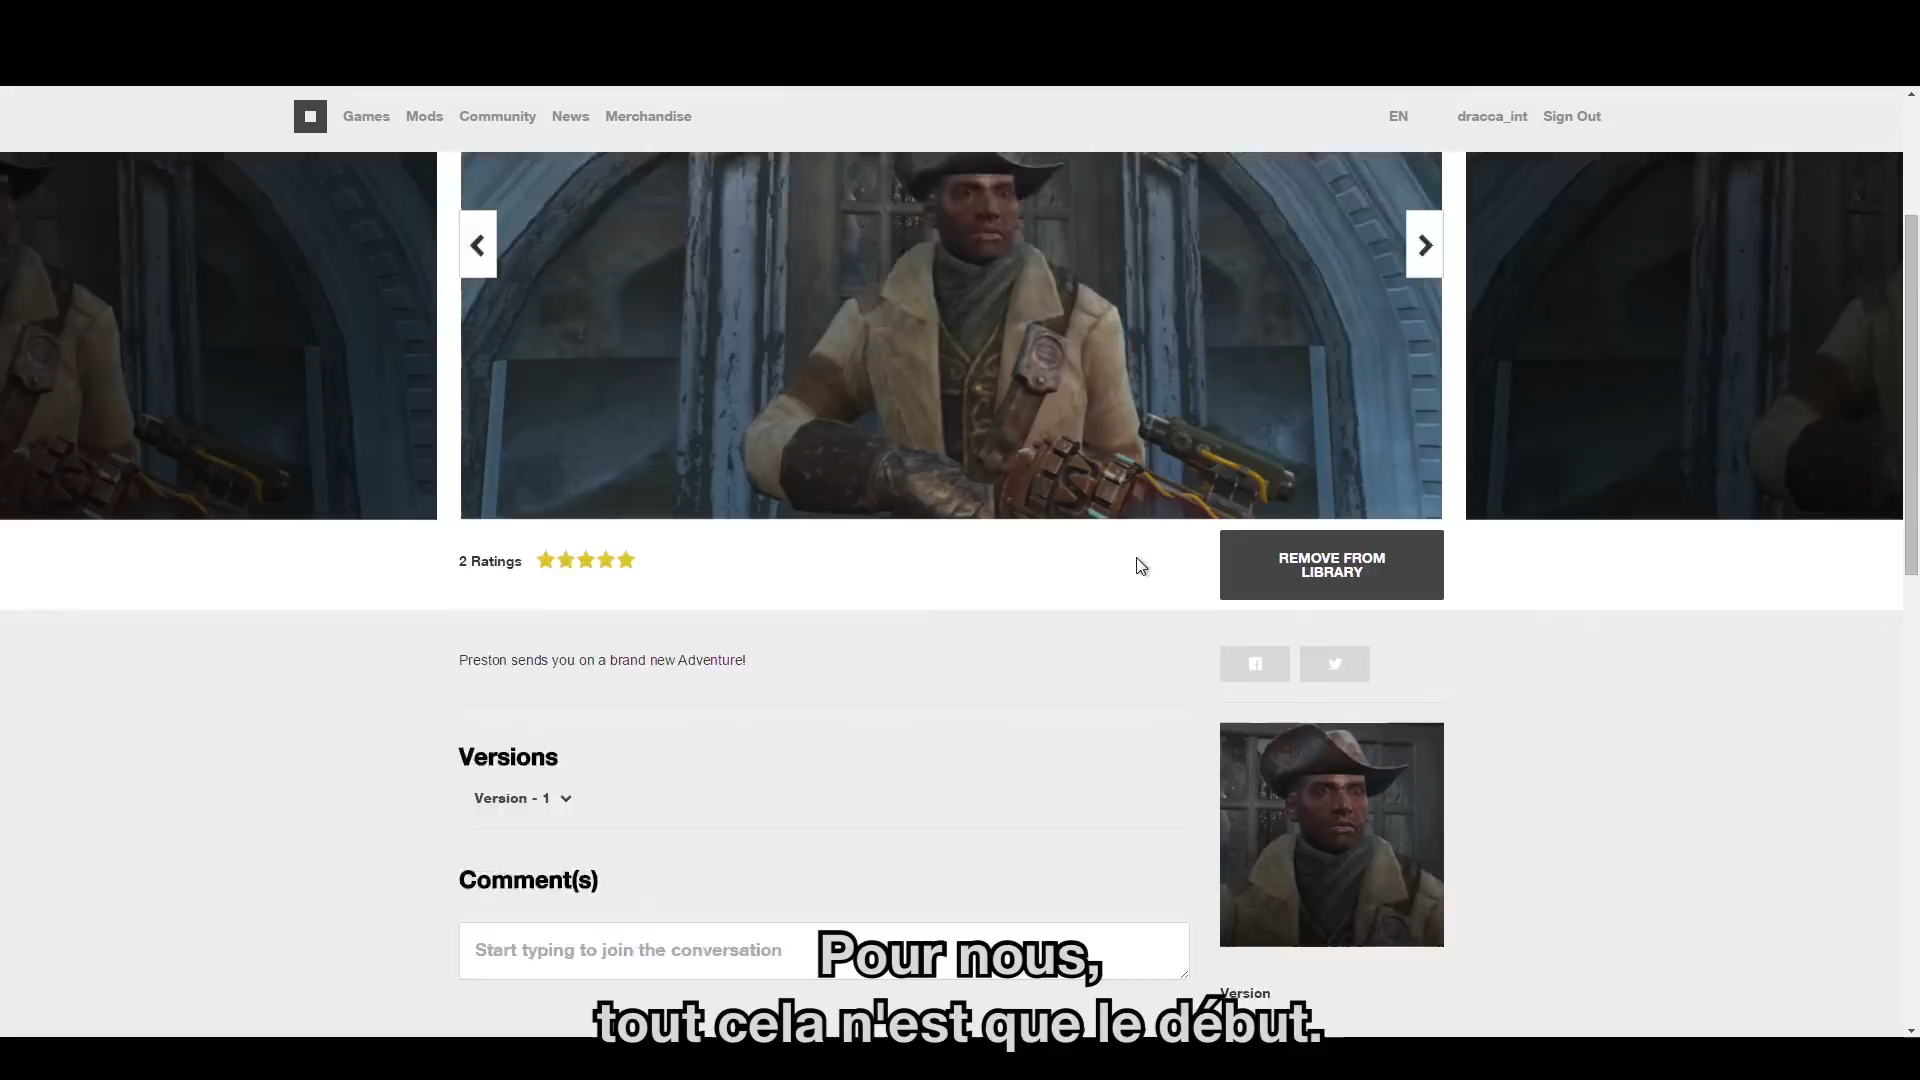 Games Mods Community News Merchandise EN dracca_int Sign Out
2 Ratings
REMOVE FROM
LIBRARY
Preston sends you on a brand new Adventure!
Versions
Version - 1
Comment(s)
Start typing to join the conversation
Version
Pour nous,
tout cela n'est que le début.